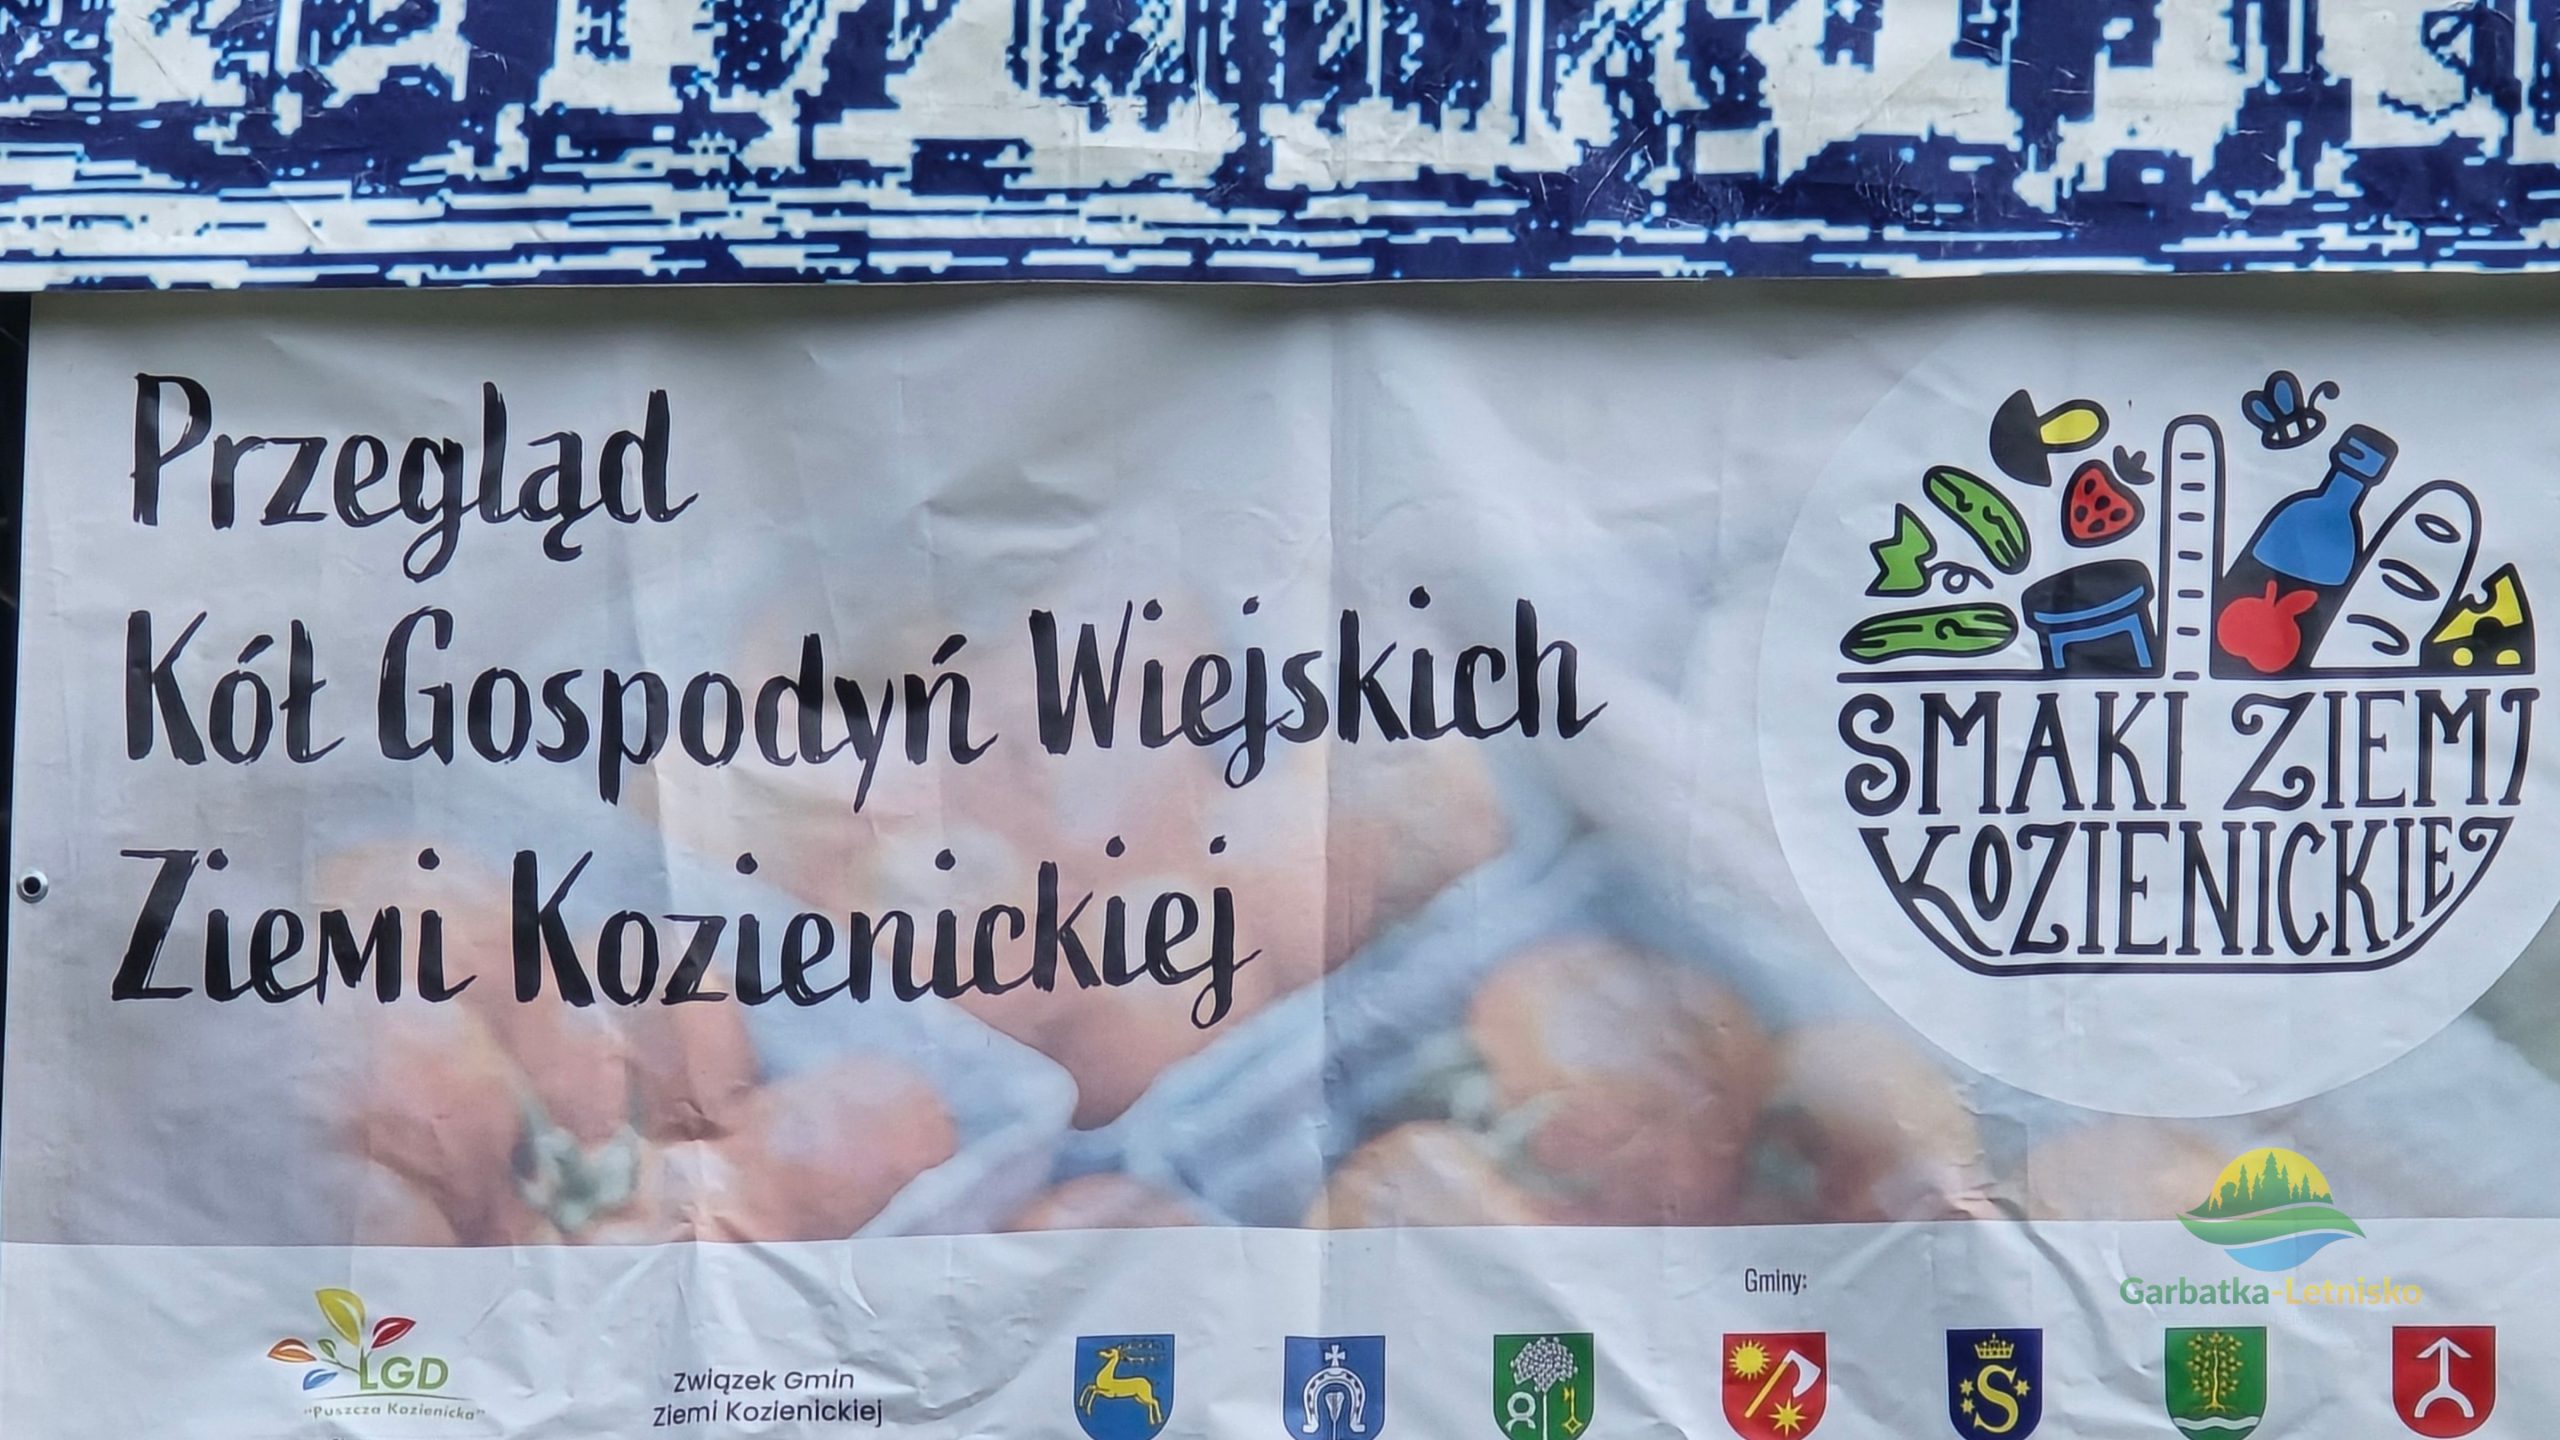 Przegląd
Kół Gospodyń Wiejskich
Ziemi Kozienickiej
SMAKI ZIEMI
KOZIENICKIEJ
Gminy:
Garbatka-Letnisko
LGD
"Puszcza Kozienicka"
Związek Gmin
Ziemi Kozienickiej
S